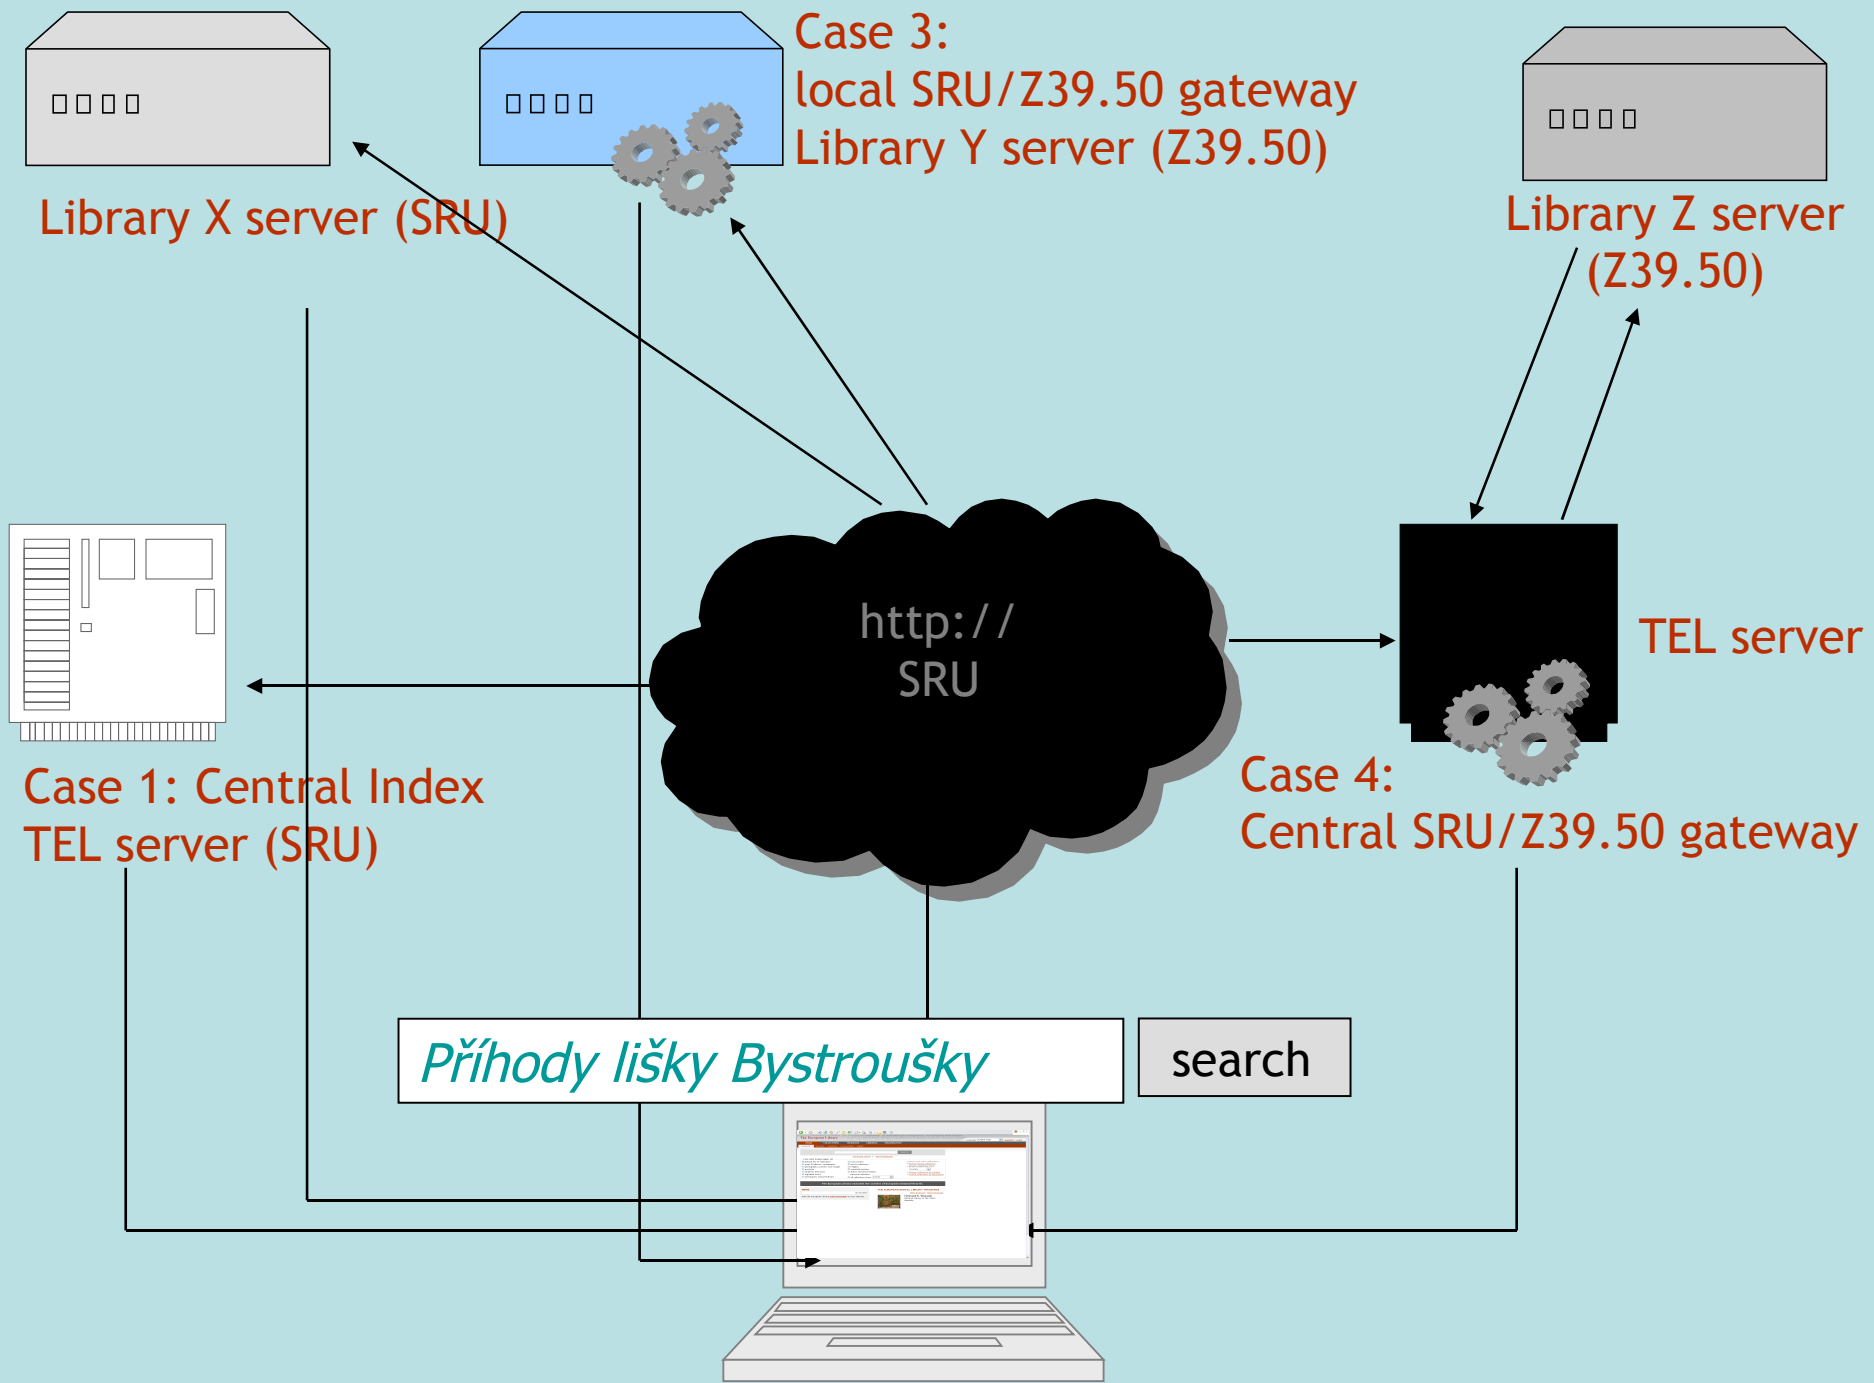 Case 3:
local SRU/Z39.50 gateway
Library Y server (Z39.50)
Library X server (SRU)
Library Z server
(Z39.50)
http://
SRU
TEL server
Case 1: Central Index
TEL server (SRU)
Case 4:
Central SRU/Z39.50 gateway
Příhody lišky Bystroušky
search